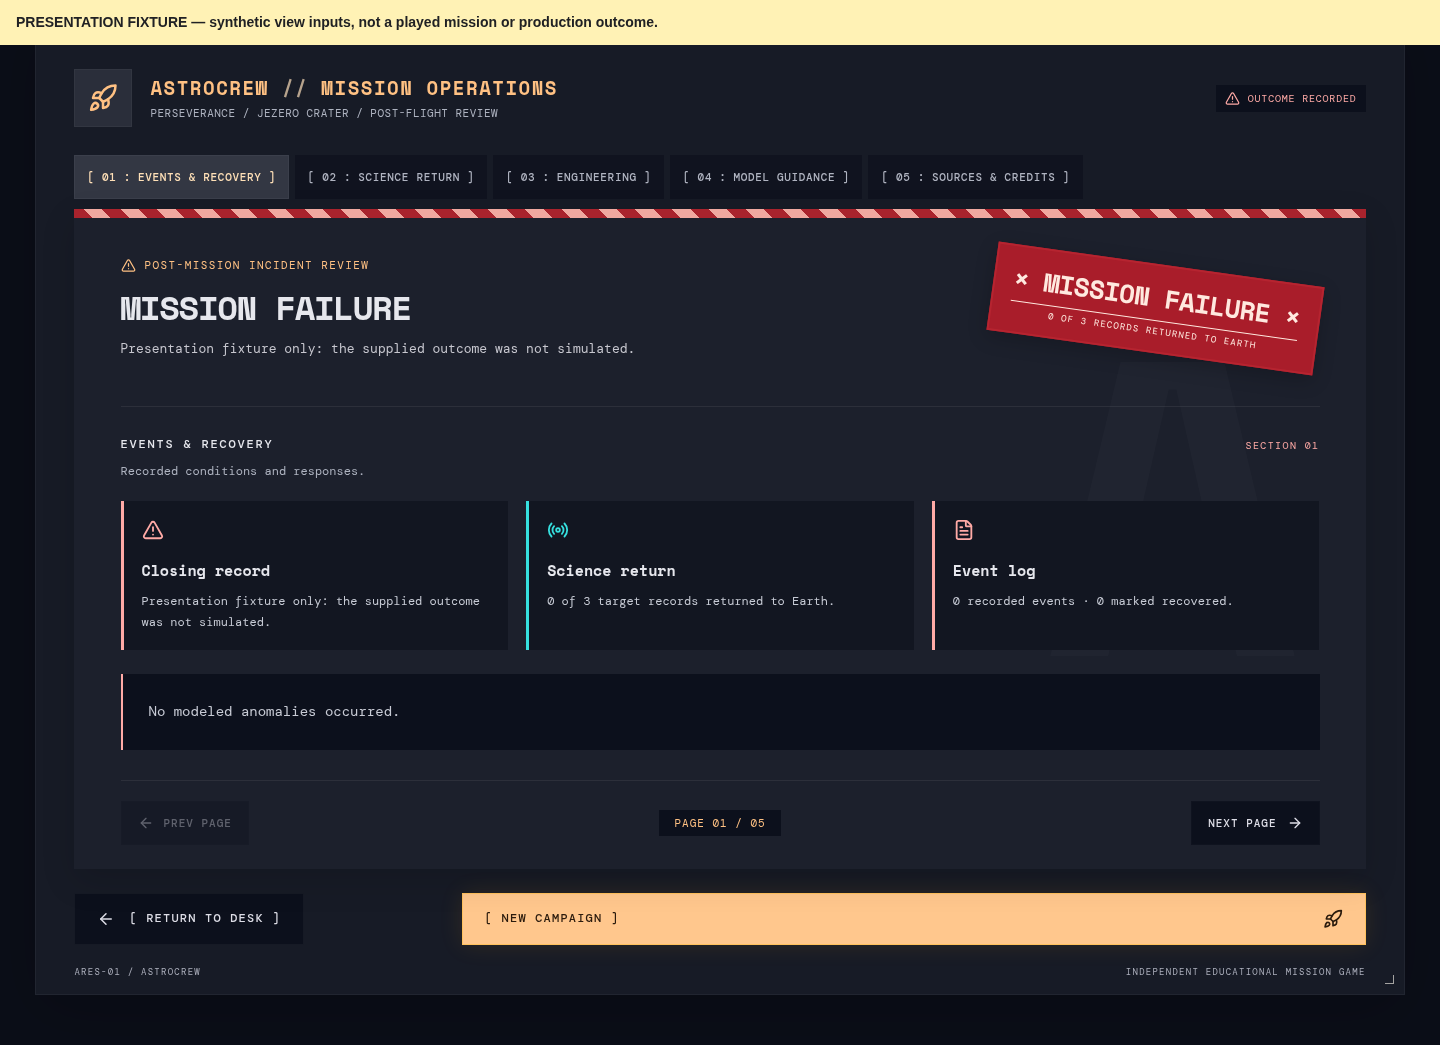 PRESENTATION FIXTURE — synthetic view inputs, not a played mission or production outcome.
ASTROCREW // MISSION OPERATIONS
PERSEVERANCE / JEZERO CRATER / POST-FLIGHT REVIEW
OUTCOME RECORDED
[ 01 : EVENTS & RECOVERY ]
[ 02 : SCIENCE RETURN ]
[ 03 : ENGINEERING ]
[ 04 : MODEL GUIDANCE ]
[ 05 : SOURCES & CREDITS ]
POST-MISSION INCIDENT REVIEW
MISSION FAILURE
Presentation fixture only: the supplied outcome was not simulated.
× MISSION FAILURE ×
0 OF 3 RECORDS RETURNED TO EARTH
EVENTS & RECOVERY
SECTION 01
Recorded conditions and responses.
Closing record
Presentation fixture only: the supplied outcome
was not simulated.
Science return
0 of 3 target records returned to Earth.
Event log
0 recorded events · 0 marked recovered.
No modeled anomalies occurred.
PREV PAGE
PAGE 01 / 05
NEXT PAGE
[ RETURN TO DESK ]
[ NEW CAMPAIGN ]
ARES-01 / ASTROCREW
INDEPENDENT EDUCATIONAL MISSION GAME